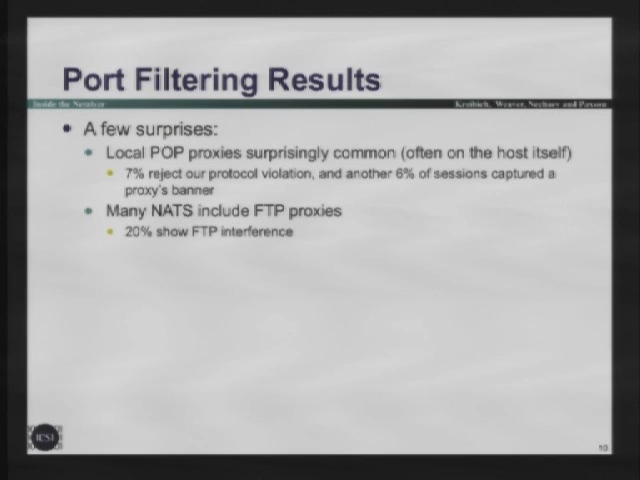 Port Filtering Results
Inside the Netalyzr
Kreibich, Weaver, Nechaev and Paxson
• A few surprises:
• Local POP proxies surprisingly common (often on the host itself)
• 7% reject our protocol violation, and another 6% of sessions captured a
proxy's banner
• Many NATS include FTP proxies
• 20% show FTP interference
ICSI
10